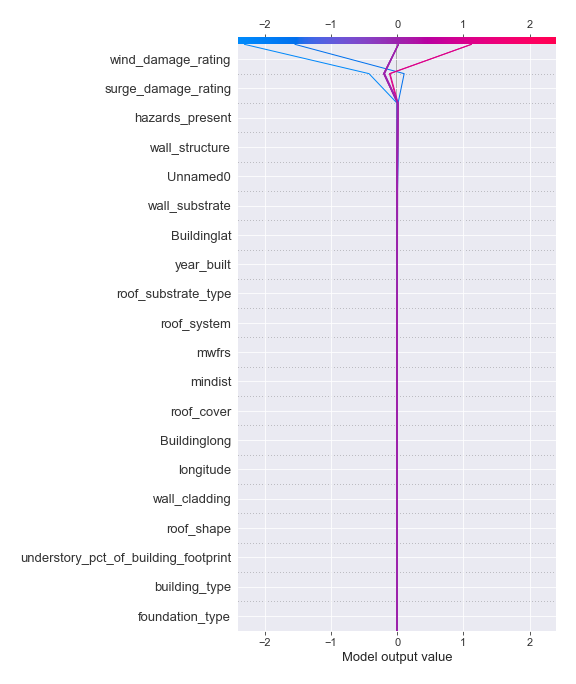 −2 −1 0 1 2
wind_damage_rating
surge_damage_rating
hazards_present
wall_structure
Unnamed0
wall_substrate
Buildinglat
year_built
roof_substrate_type
roof_system
mwfrs
mindist
roof_cover
Buildinglong
longitude
wall_cladding
roof_shape
understory_pct_of_building_footprint
building_type
foundation_type
−2 −1 0 1 2
Model output value